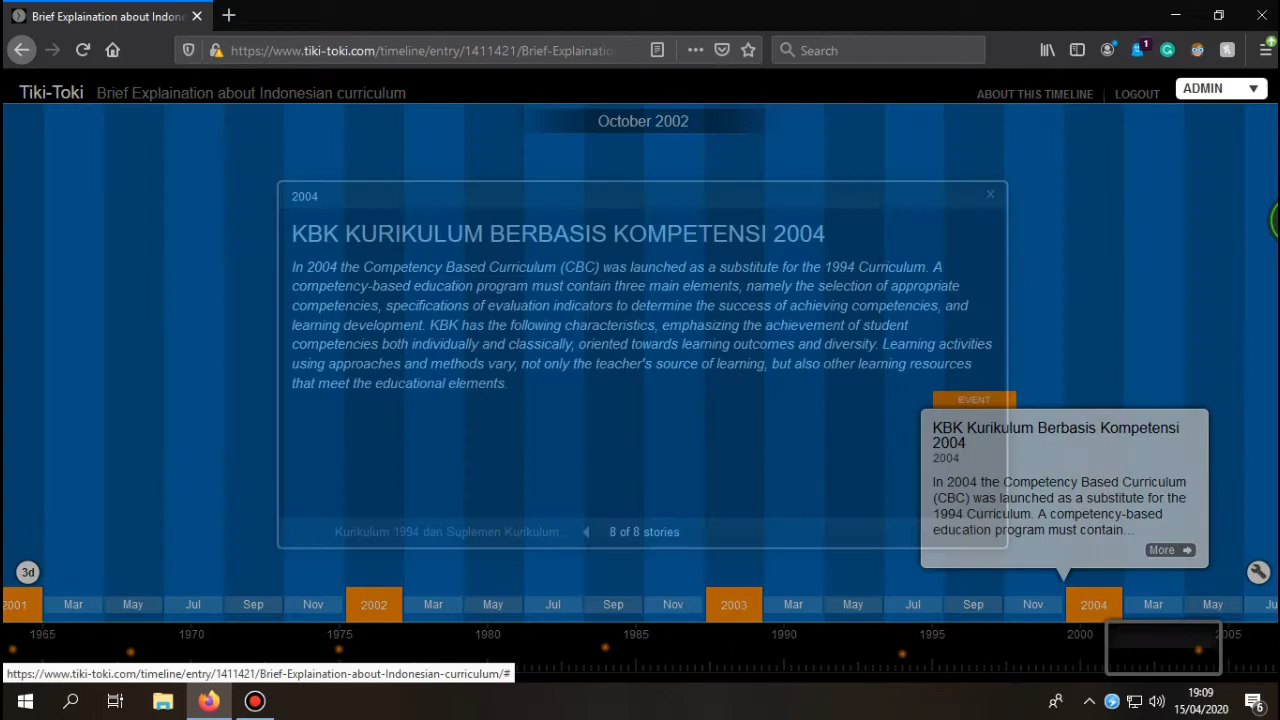 Brief Explaination about Indone
https://www.tiki-toki.com/timeline/entry/1411421/Brief-Explainatio
Search
1
Tiki-Toki
Brief Explaination about Indonesian curriculum
ABOUT THIS TIMELINE
LOGOUT
ADMIN
October 2002
2004
x
KBK KURIKULUM BERBASIS KOMPETENSI 2004
In 2004 the Competency Based Curriculum (CBC) was launched as a substitute for the 1994 Curriculum. A
competency-based education program must contain three main elements, namely the selection of appropriate
competencies, specifications of evaluation indicators to determine the success of achieving competencies, and
learning development. KBK has the following characteristics, emphasizing the achievement of student
competencies both individually and classically, oriented towards learning outcomes and diversity. Learning activities
using approaches and methods vary, not only the teacher's source of learning, but also other learning resources
that meet the educational elements.
EVENT
KBK Kurikulum Berbasis Kompetensi
2004
2004
In 2004 the Competency Based Curriculum
(CBC) was launched as a substitute for the
1994 Curriculum. A competency-based
education program must contain...
More
Kurikulum 1994 dan Suplemen Kurikulum...
8 of 8 stories
3d
2001 Mar May Jul Sep Nov 2002 Mar May Jul Sep Nov 2003 Mar May Jul Sep Nov 2004 Mar May Ju
1965 1970 1975 1980 1985 1990 1995 2000 2005
https://www.tiki-toki.com/timeline/entry/1411421/Brief-Explaination-about-Indonesian-curriculum/#
19:09
15/04/2020
6